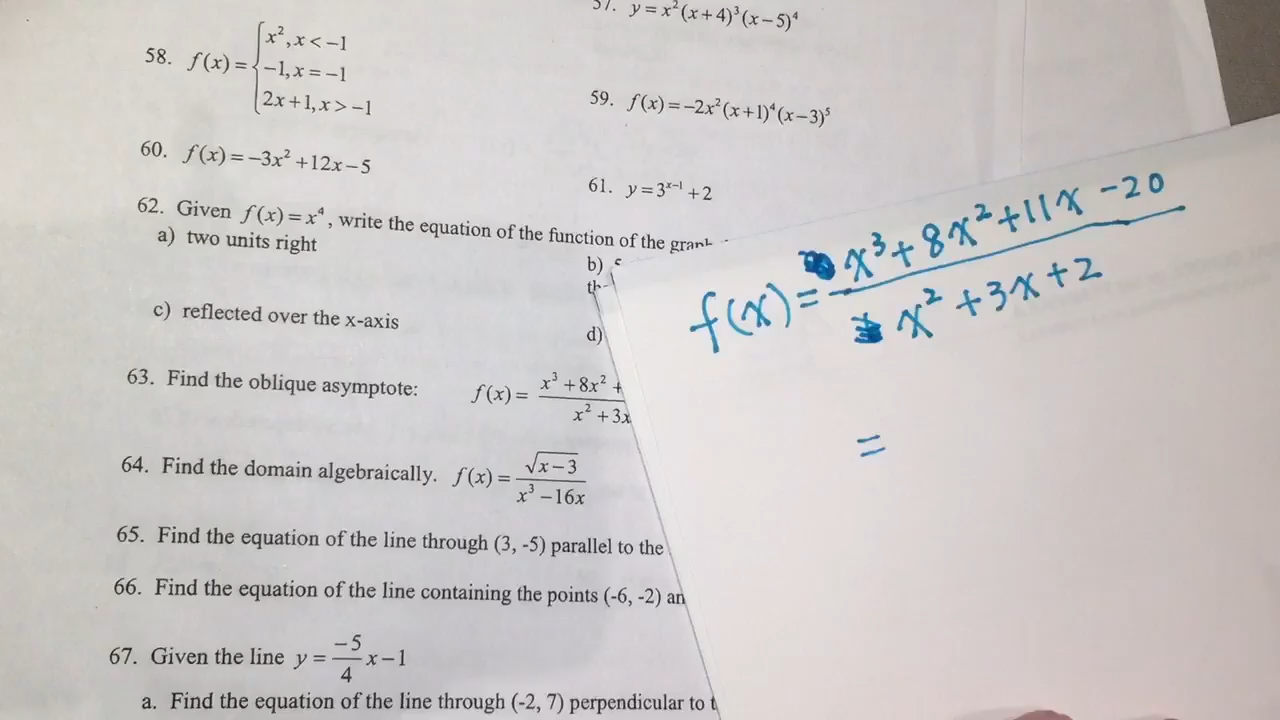 57. y = x²(x+4)³(x−5)⁴
58. f(x) = { x², x < −1
−1, x = −1
2x+1, x > −1
59. f(x) = −2x²(x+1)⁴(x−3)⁵
60. f(x) = −3x² +12x−5
61. y = 3ˣ⁻¹ + 2
62. Given f(x) = x⁴, write the equation of the function of the
a) two units right
b)
c) reflected over the x-axis
d)
63. Find the oblique asymptote: f(x) = x³ +8x² + / x² +3x
64. Find the domain algebraically. f(x) = √x−3 / x³ −16x
65. Find the equation of the line through (3, -5) parallel to the
66. Find the equation of the line containing the points (-6, -2) an
67. Given the line y = −5/4 x−1
a. Find the equation of the line through (-2, 7) perpendicular to t
f(x) = x³ + 8x² + 11x − 20 / x² + 3x + 2
=